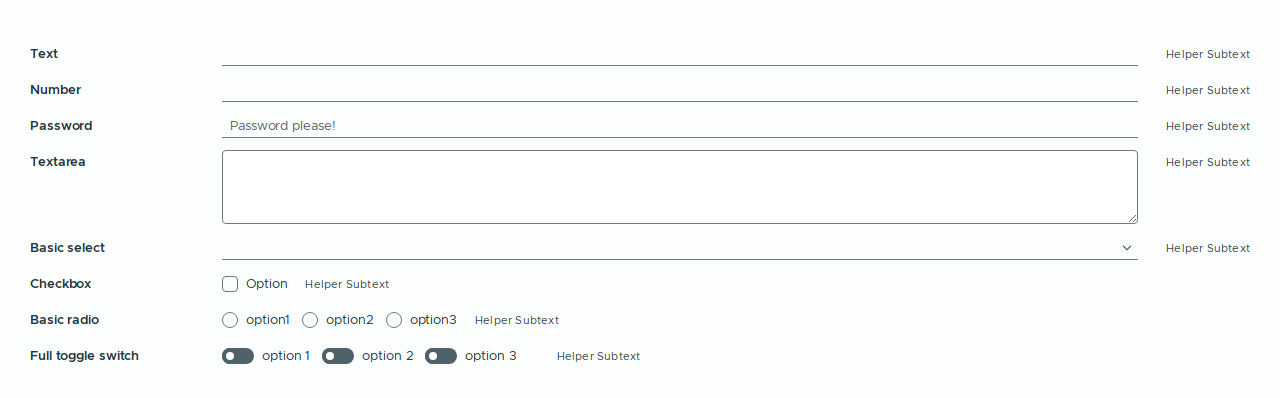 Text Helper Subtext
Number Helper Subtext
Password Password please! Helper Subtext
Textarea Helper Subtext
Basic select Helper Subtext
Checkbox Option Helper Subtext
Basic radio option1 option2 option3 Helper Subtext
Full toggle switch option 1 option 2 option 3 Helper Subtext